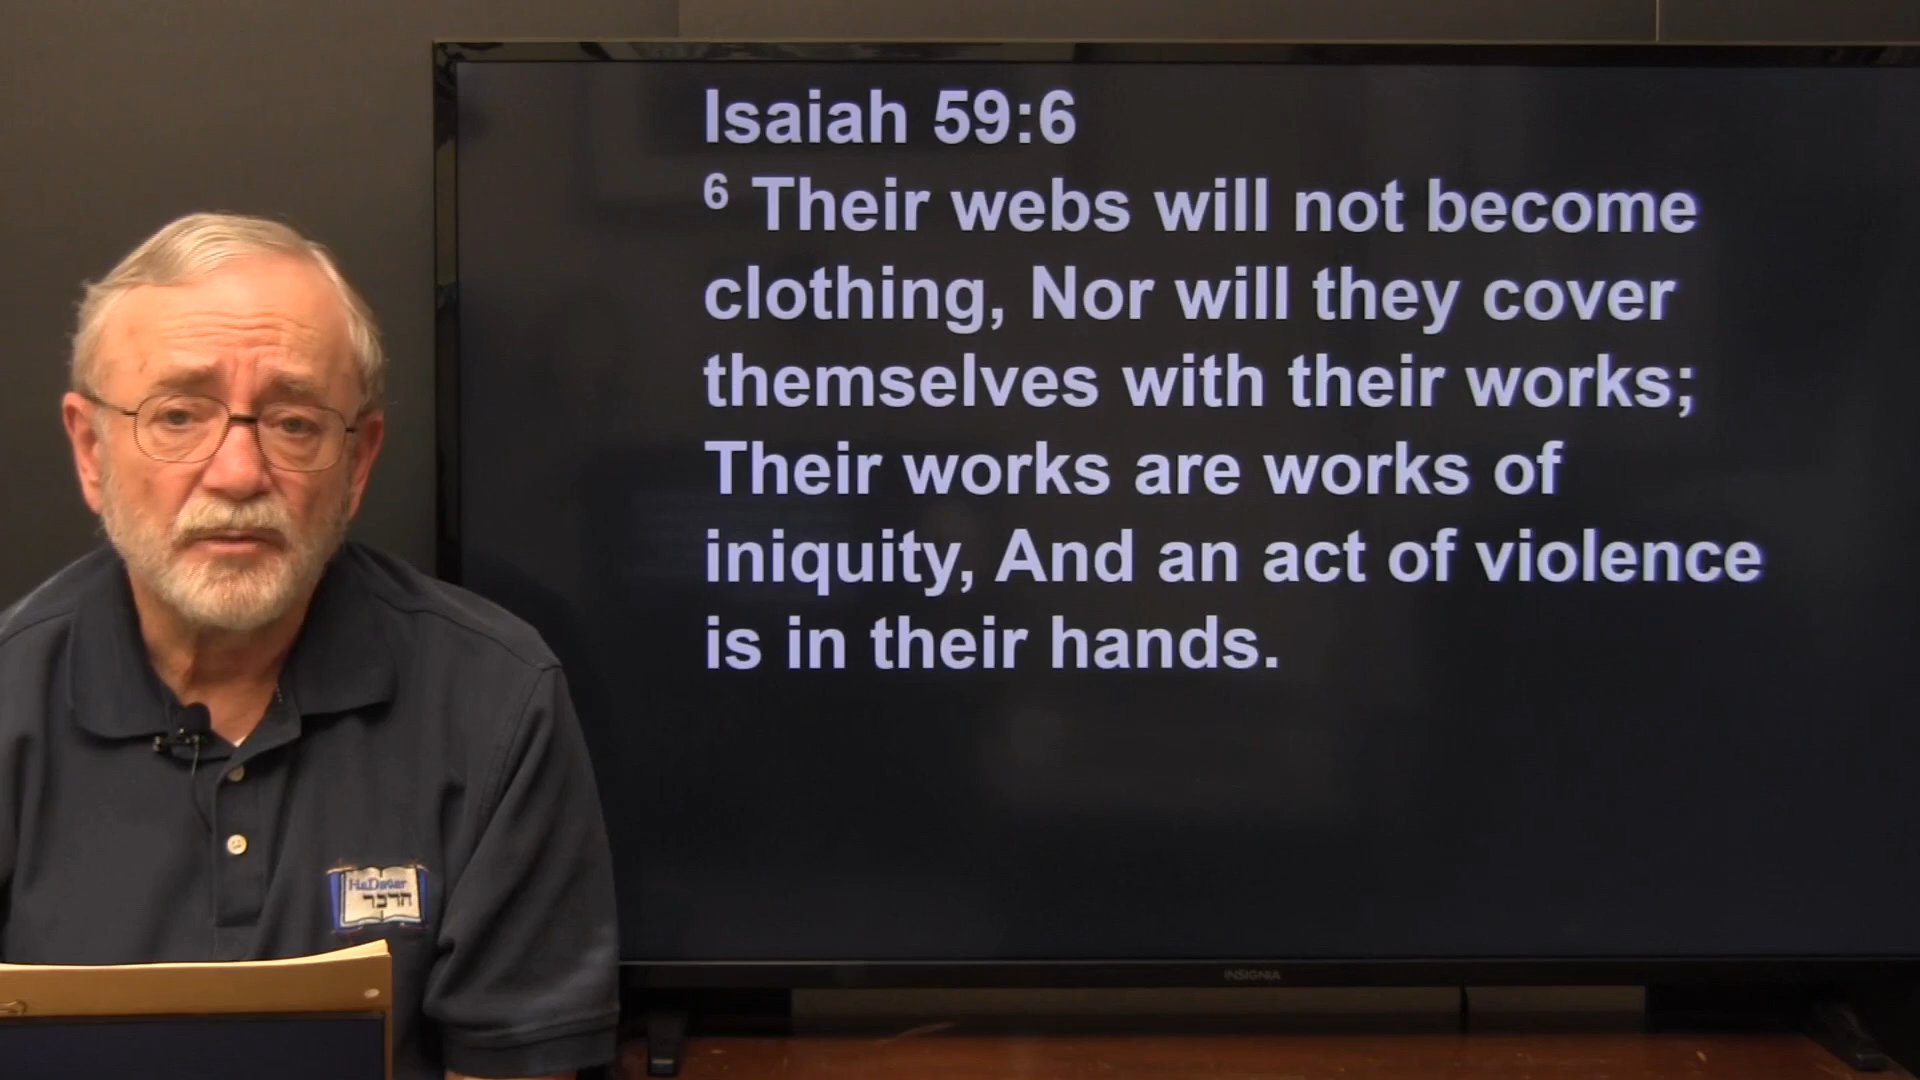 Isaiah 59:6
6 Their webs will not become
clothing, Nor will they cover
themselves with their works;
Their works are works of
iniquity, And an act of violence
is in their hands.
HaDavar
הדבר
INSIGNIA